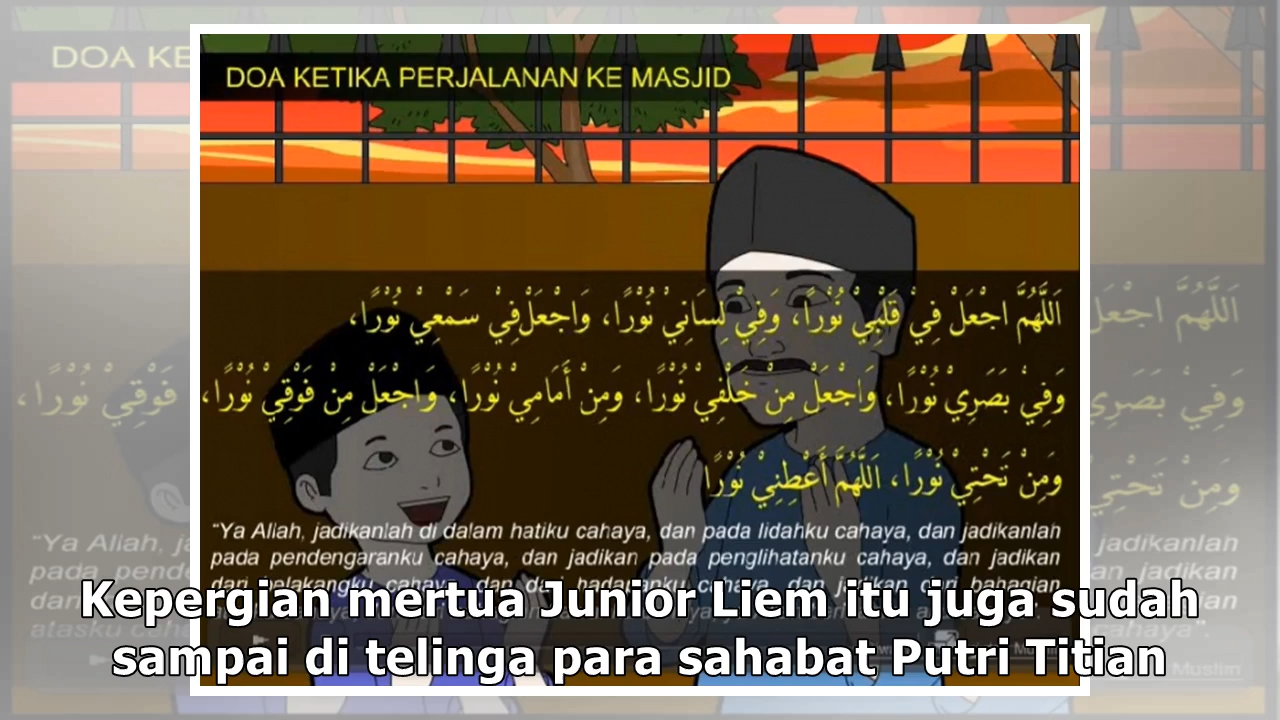 DOA KE
DOA KETIKA PERJALANAN KE MASJID
اَللَّهُمَّ اجْعَلْ فِيْ قَلْبِيْ نُوْرًا، وَفِيْ لِسَانِيْ نُوْرًا، وَاجْعَلْ فِيْ سَمْعِيْ نُوْرًا،
وَفِيْ بَصَرِيْ نُوْرًا، وَاجْعَلْ مِنْ خَلْفِيْ نُوْرًا، وَمِنْ أَمَامِيْ نُوْرًا، وَاجْعَلْ مِنْ فَوْقِيْ نُوْرًا،
وَمِنْ تَحْتِيْ نُوْرًا، اَللَّهُمَّ أَعْطِنِيْ نُوْرًا
“Ya Allah, jadikanlah di dalam hatiku cahaya, dan pada lidahku cahaya, dan jadikanlah
pada pendengaranku cahaya, dan jadikan pada penglihatanku cahaya, dan jadikan
Kepergian mertua Junior Liem itu juga sudah
sampai di telinga para sahabat Putri Titian